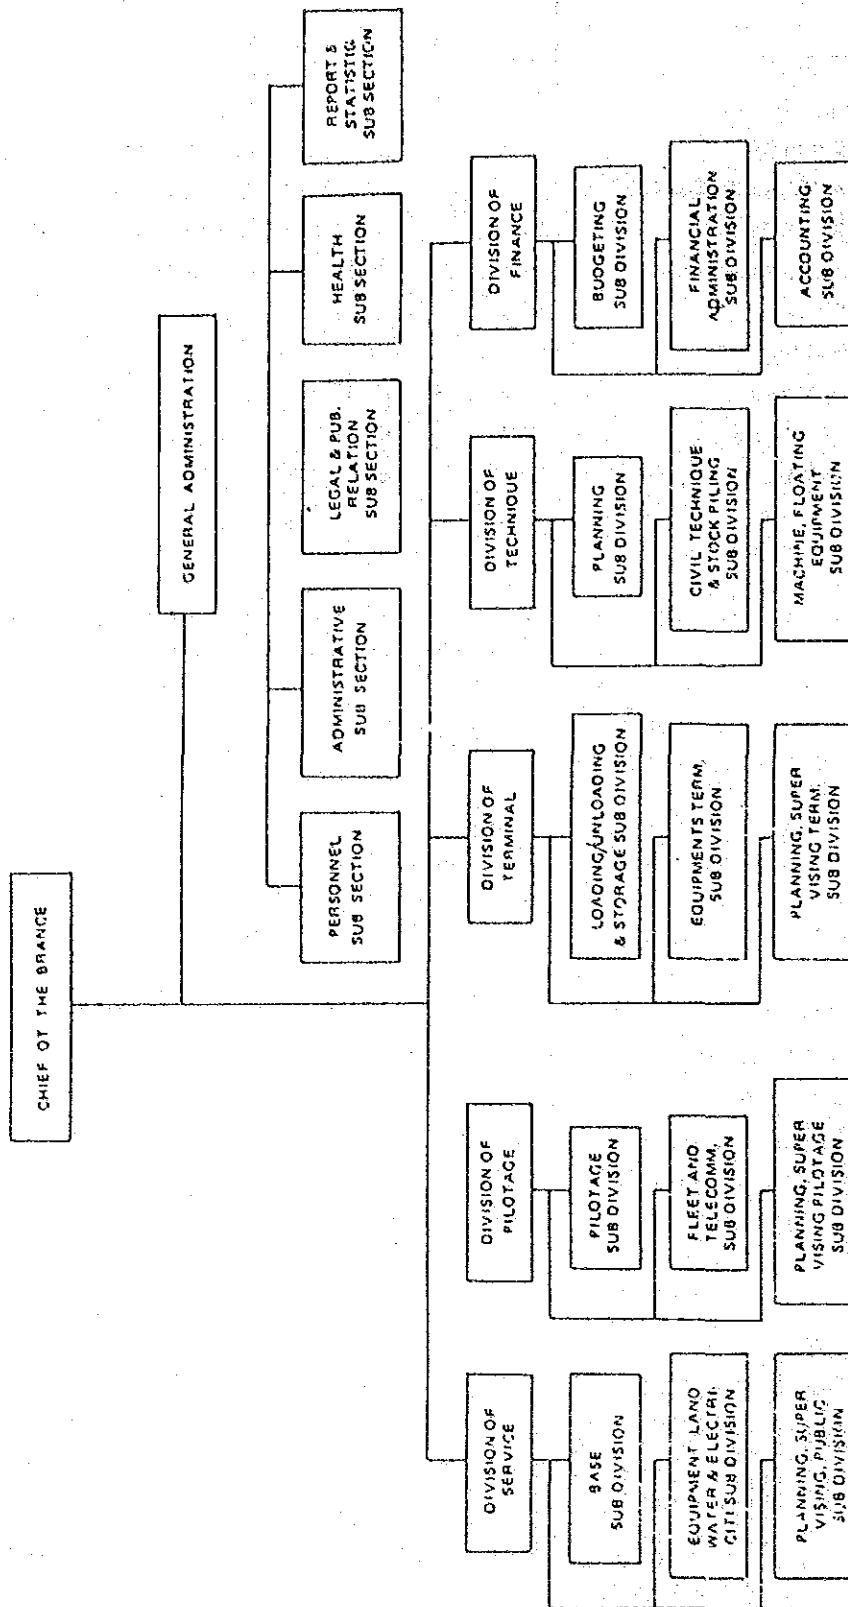 CHIEF OT THE BRANCE
GENERAL ADMINISTRATION
PERSONNEL
SUB SECTION
ADMINISTRATIVE
SUB SECTION
LEGAL & PUB.
RELATION
SUB SECTION
HEALTH
SUB SECTION
REPORT &
STATISTIC
SUB SECTION
DIVISION OF
SERVICE
DIVISION OF
PILOTAGE
DIVISION OF
TERMINAL
DIVISION OF
TECHNIQUE
DIVISION OF
FINANCE
BASE
SUB DIVISION
PILOTAGE
SUB DIVISION
LOADING/UNLOADING
& STORAGE SUB DIVISION
PLANNING
SUB DIVISION
BUDGETING
SUB DIVISION
EQUIPMENT LAND
WATER & ELECTRI-
CITI SUB DIVISION
FLEET AND
TELECOMM,
SUB DIVISION
EQUIPMENTS TERM,
SUB DIVISION
CIVIL TECHNIQUE
& STOCK PILING
SUB DIVISION
FINANCIAL
ADMINISTRATION
SUB DIVISION
PLANNING, SUPER
VISING, PUBLIC
SUB DIVISION
PLANNING, SUPER
VISING PILOTAGE
SUB DIVISION
PLANNING, SUPER
VISING TERM.
SUB DIVISION
MACHINE, FLOATING
EQUIPMENT
SUB DIVISION
ACCOUNTING
SUB DIVISION